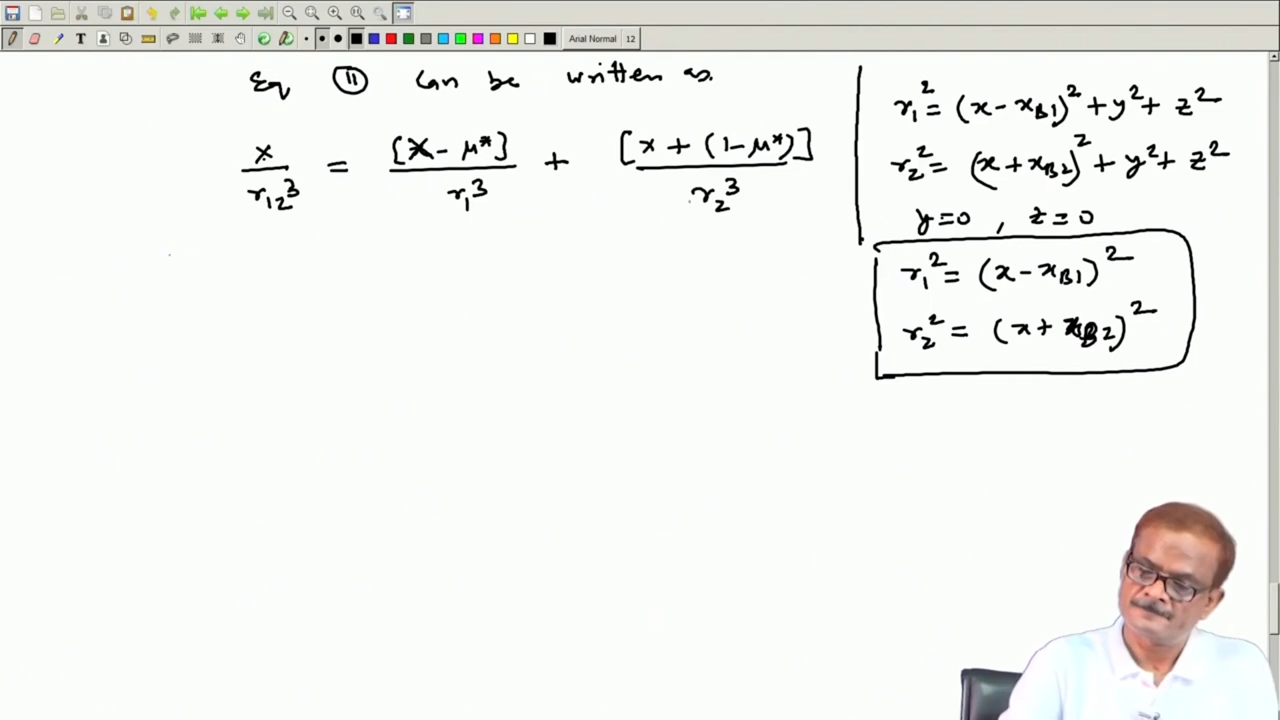 Arial Normal 12
Eq ⑪ can be written as
x / r₁₂³ = [x - μ*] / r₁³ + [x + (1 - μ*)] / r₂³
r₁² = (x - x_B1)² + y² + z²
r₂² = (x + x_B2)² + y² + z²
y = 0 , z = 0
r₁² = (x - x_B1)²
r₂² = (x + x_B2)²